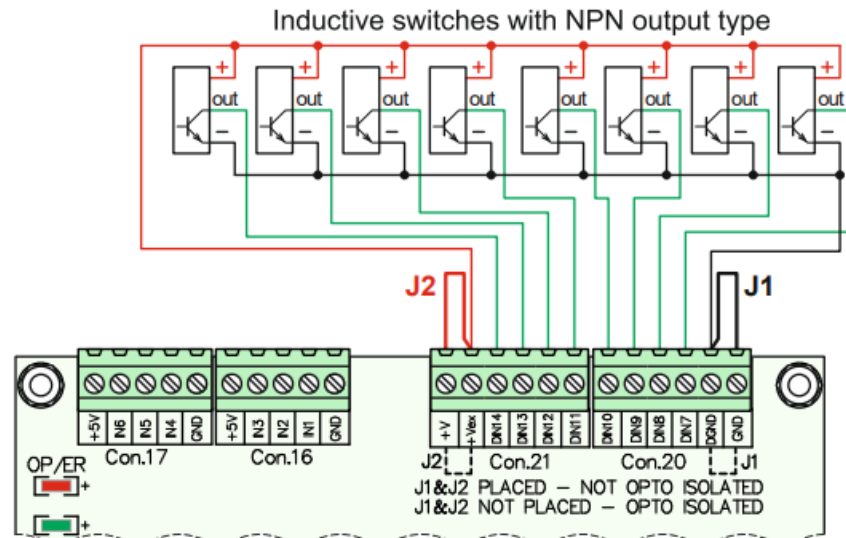 Inductive switches with NPN output type
+ + + + + + + +
out out out out out out out out
− − − − − − − −
J2 J1
+5V IN6 IN5 IN4 GND +5V IN3 IN2 IN1 GND +V +Vex DIN14 DIN13 DIN12 DIN11 DIN10 DIN9 DIN8 DIN7 DGND GND
Con.17 Con.16 J2 Con.21 Con.20 J1
OP/ER
J1&J2 PLACED – NOT OPTO ISOLATED
+
J1&J2 NOT PLACED – OPTO ISOLATED
+